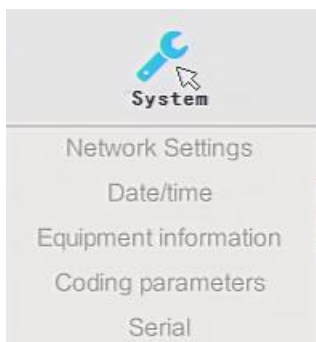 System
Network Settings
Date/time
Equipment information
Coding parameters
Serial